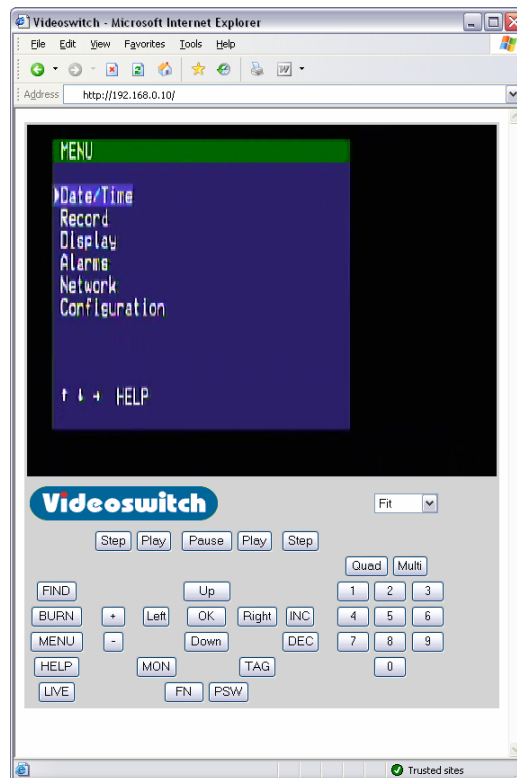 Videoswitch - Microsoft Internet Explorer
File Edit View Favorites Tools Help
Address http://192.168.0.10/
MENU
Date/Time
Record
Display
Alarms
Network
Configuration
HELP
Videoswitch
Fit
Step Play Pause Play Step
Quad Multi
FIND Up 1 2 3
BURN + Left OK Right INC 4 5 6
MENU - Down DEC 7 8 9
HELP MON TAG 0
LIVE FN PSW
Trusted sites